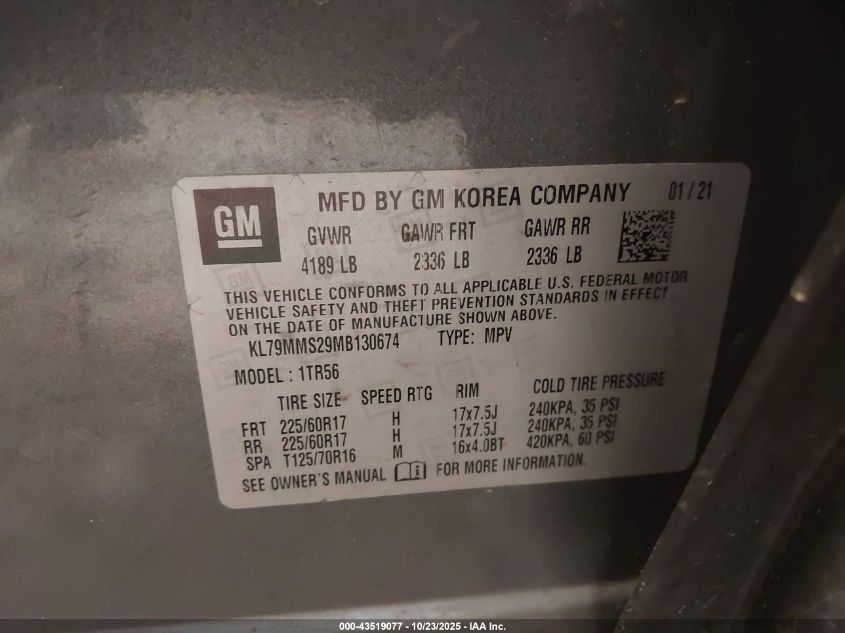 GM
MFD BY GM KOREA COMPANY 01/21
GVWR GAWR FRT GAWR RR
4189 LB 2336 LB 2336 LB
THIS VEHICLE CONFORMS TO ALL APPLICABLE U.S. FEDERAL MOTOR
VEHICLE SAFETY AND THEFT PREVENTION STANDARDS IN EFFECT
ON THE DATE OF MANUFACTURE SHOWN ABOVE.
KL79MMS29MB130674 TYPE: MPV
MODEL: 1TR56
TIRE SIZE SPEED RTG RIM COLD TIRE PRESSURE
FRT 225/60R17 H 17x7.5J 240KPA, 35 PSI
RR 225/60R17 H 17x7.5J 240KPA, 35 PSI
SPA T125/70R16 M 16x4.0BT 420KPA, 60 PSI
SEE OWNER'S MANUAL FOR MORE INFORMATION.
000-43519077 - 10/23/2025 - IAA Inc.